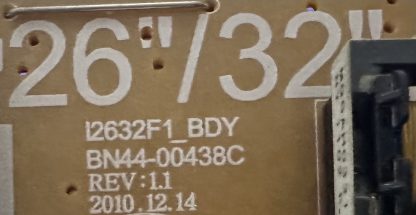 26"/32"
I2632F1_BDY
BN44-00438C
REV:1.1
2010.12.14